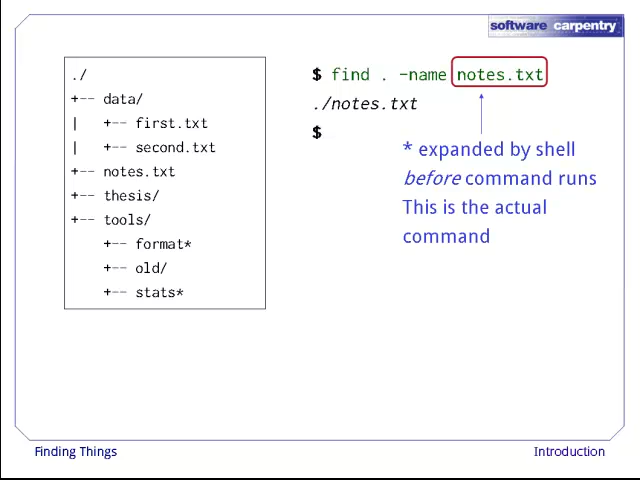 software carpentry
./
+-- data/
|   +-- first.txt
|   +-- second.txt
+-- notes.txt
+-- thesis/
+-- tools/
    +-- format*
    +-- old/
    +-- stats*
$ find . -name notes.txt
./notes.txt
$
* expanded by shell
before command runs
This is the actual
command
Finding Things
Introduction